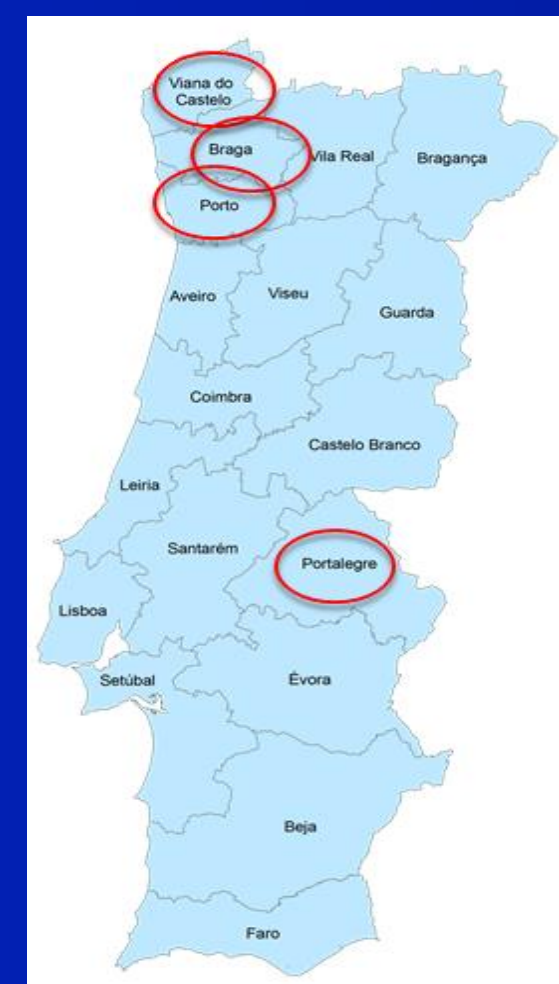 Viana do
Castelo
Braga
Vila Real
Bragança
Porto
Aveiro
Viseu
Guarda
Coimbra
Castelo Branco
Leiria
Santarém
Portalegre
Lisboa
Setúbal
Évora
Beja
Faro